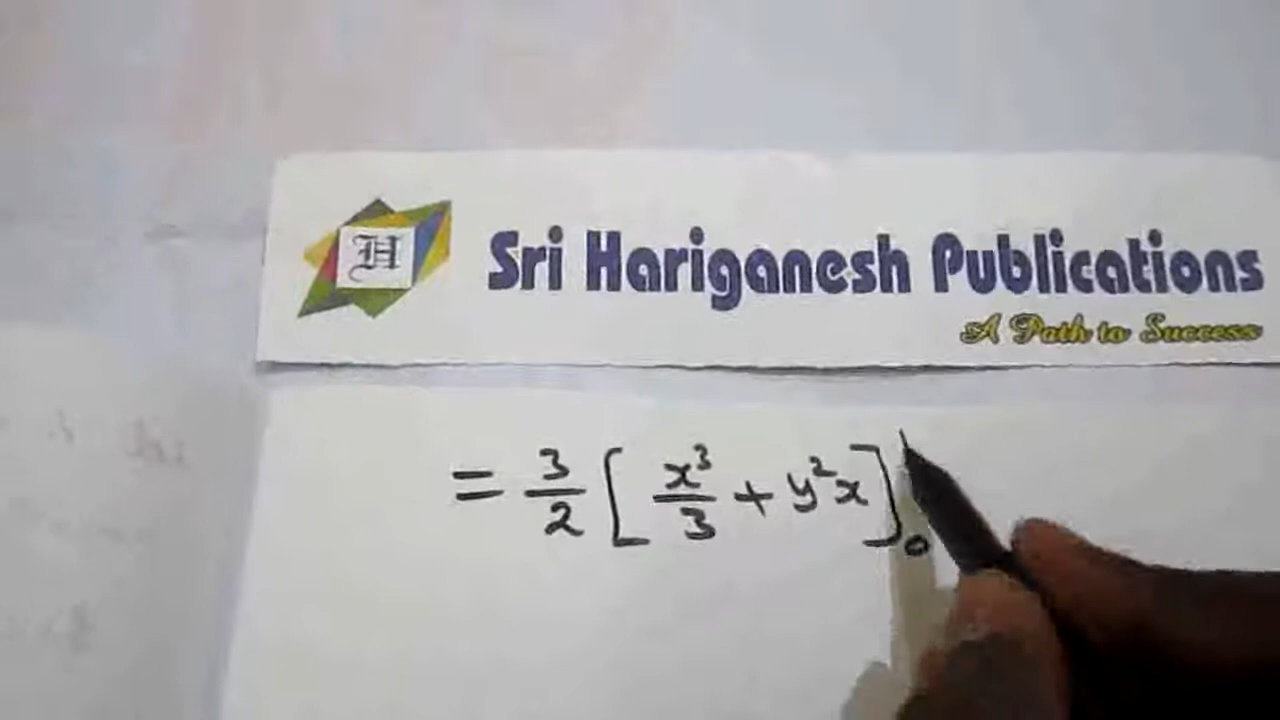 H
Sri Hariganesh Publications
A Path to Success
= 3/2 [ x³/3 + y²x ]₀